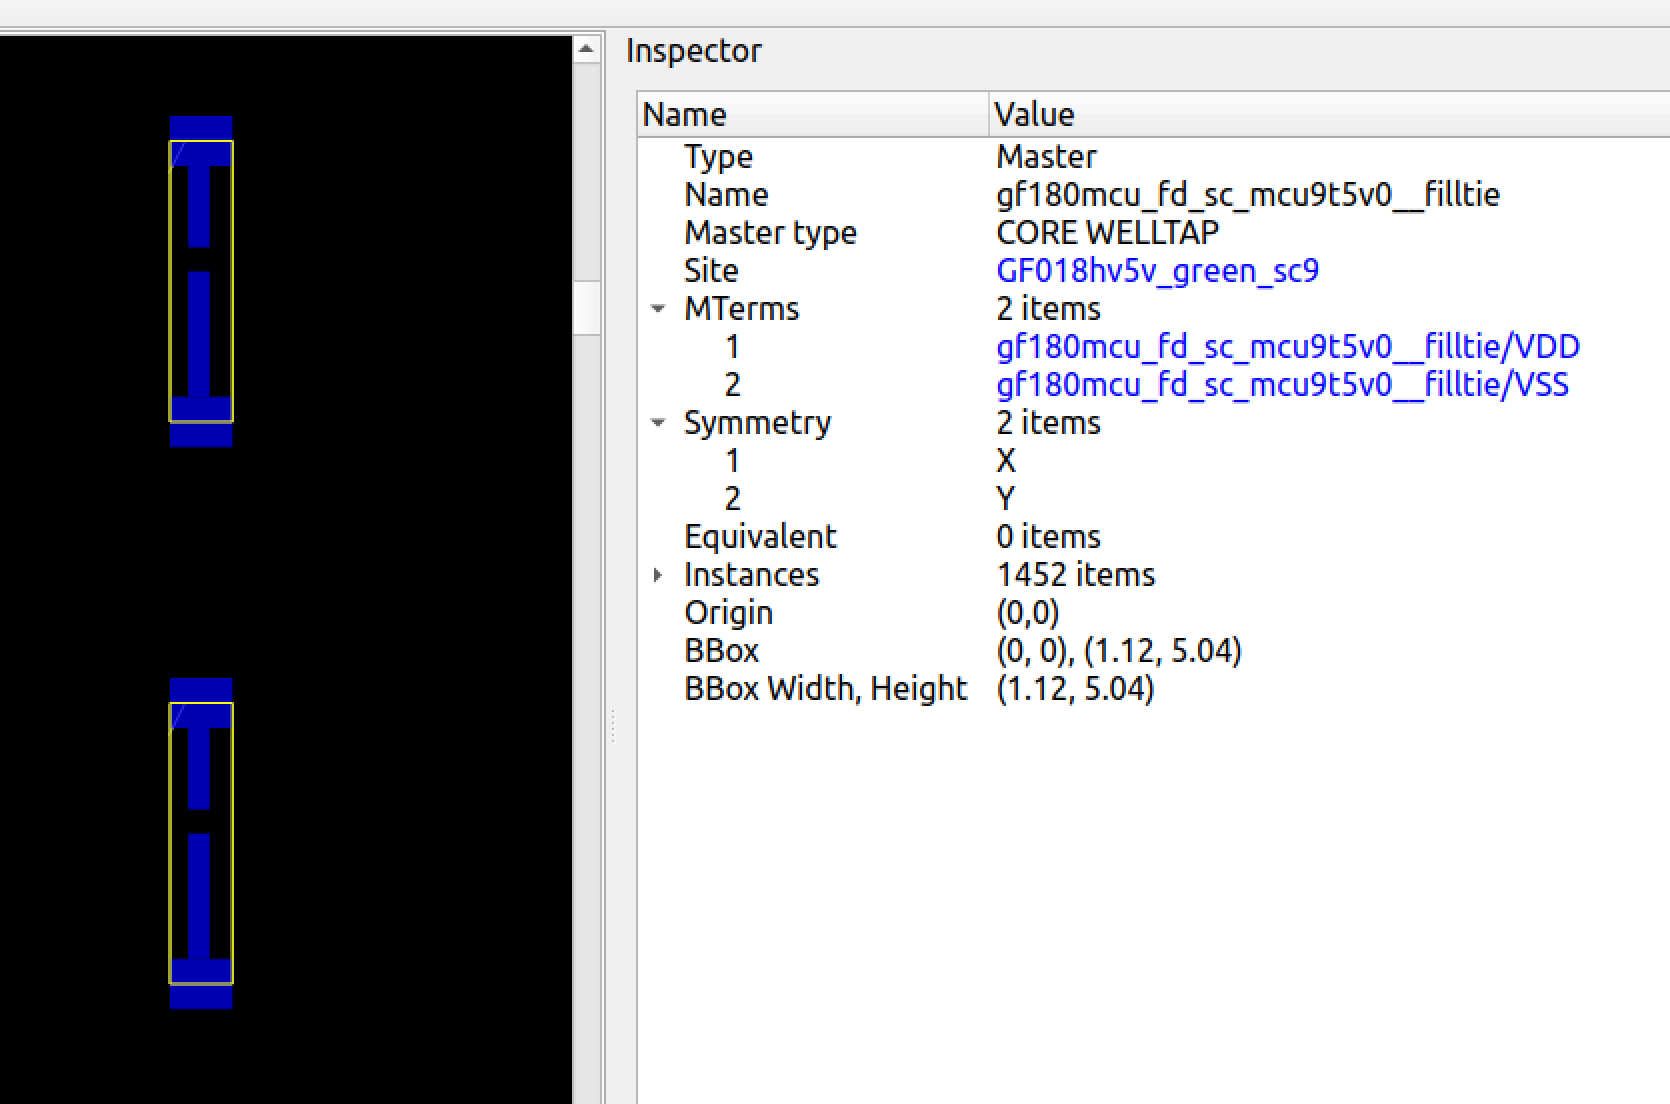 Inspector
Name Value
Type Master
Name gf180mcu_fd_sc_mcu9t5v0__filltie
Master type CORE WELLTAP
Site GF018hv5v_green_sc9
MTerms 2 items
1 gf180mcu_fd_sc_mcu9t5v0__filltie/VDD
2 gf180mcu_fd_sc_mcu9t5v0__filltie/VSS
Symmetry 2 items
1 X
2 Y
Equivalent 0 items
Instances 1452 items
Origin (0,0)
BBox (0, 0), (1.12, 5.04)
BBox Width, Height (1.12, 5.04)